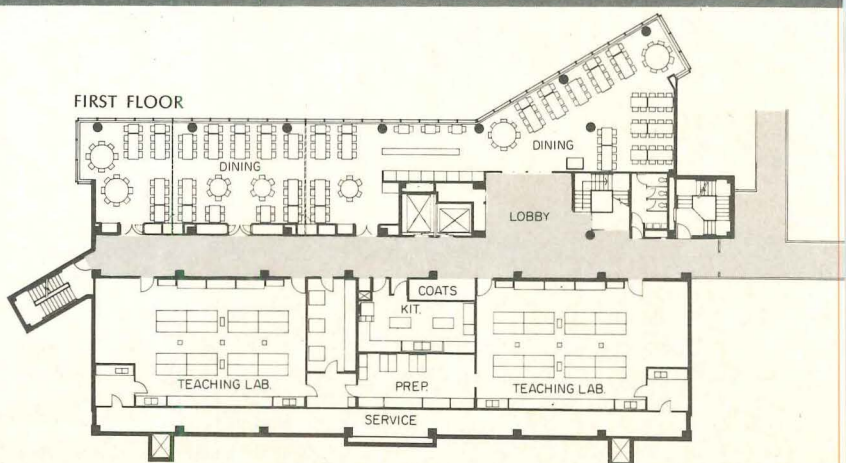 FIRST FLOOR
DINING
DINING
LOBBY
COATS
KIT.
TEACHING LAB.
PREP.
TEACHING LAB.
SERVICE